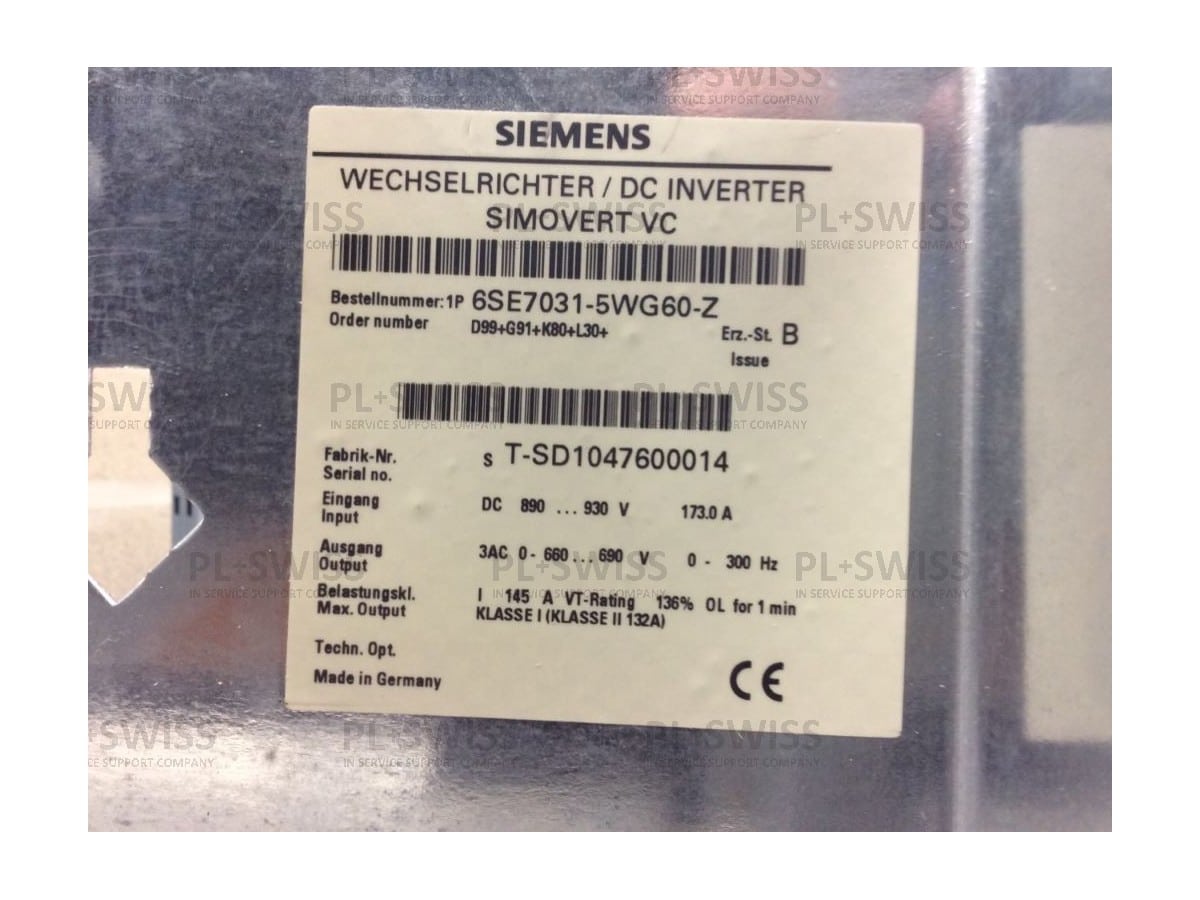 SIEMENS
WECHSELRICHTER / DC INVERTER
SIMOVERT VC
Bestellnummer: 1P 6SE7031-5WG60-Z
Order number D99+G91+K80+L30+ Erz.-St. B
Issue
Fabrik-Nr. S T-SD1047600014
Serial no.
Eingang DC 890 ... 930 V 173.0 A
Input
Ausgang 3AC 0 - 660 ... 690 V 0 - 300 Hz
Output
Belastungskl. I 145 A VT-Rating 136% OL for 1 min
Max. Output KLASSE I (KLASSE II 132A)
Techn. Opt.
Made in Germany CE
PL+SWISS
IN SERVICE SUPPORT COMPANY